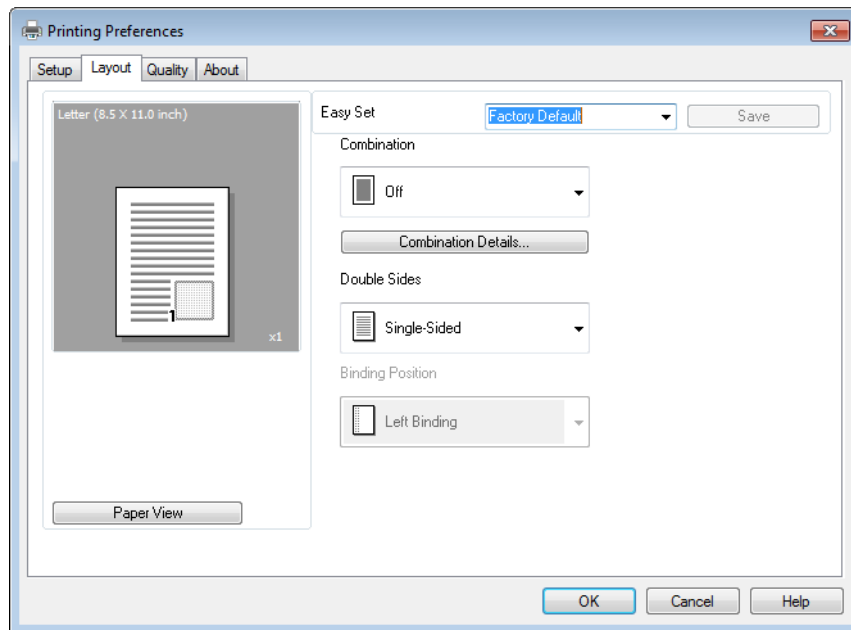 Printing Preferences
Setup Layout Quality About
Letter (8.5 X 11.0 inch)
1
x1
Paper View
Easy Set Factory Default Save
Combination
Off
Combination Details...
Double Sides
Single-Sided
Binding Position
Left Binding
OK Cancel Help